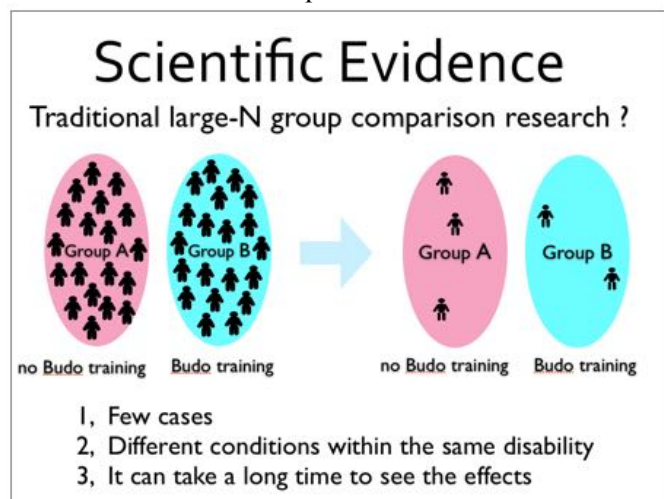 Scientific Evidence
Traditional large-N group comparison research ?
Group A
Group B
Group A
Group B
no Budo training
Budo training
no Budo training
Budo training
1, Few cases
2, Different conditions within the same disability
3, It can take a long time to see the effects